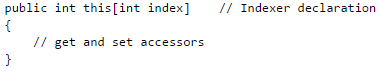 public int this[int index]    // Indexer declaration
{
    // get and set accessors
}